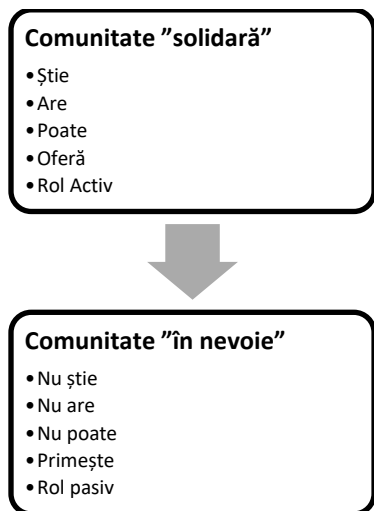 Comunitate ”solidară”
•Știe
•Are
•Poate
•Oferă
•Rol Activ
Comunitate ”în nevoie”
•Nu știe
•Nu are
•Nu poate
•Primește
•Rol pasiv